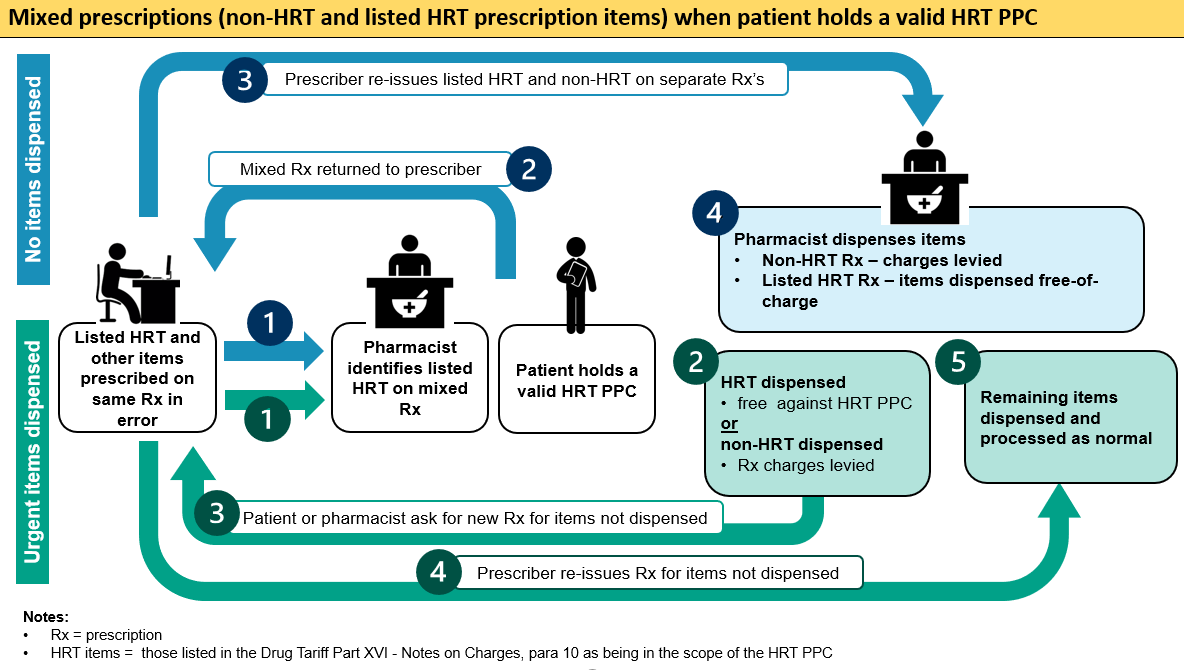 Mixed prescriptions (non-HRT and listed HRT prescription items) when patient holds a valid HRT PPC
No items dispensed
3
Prescriber re-issues listed HRT and non-HRT on separate Rx’s
Mixed Rx returned to prescriber
2
4
Pharmacist dispenses items
• Non-HRT Rx – charges levied
• Listed HRT Rx – items dispensed free-of-
charge
Listed HRT and
other items
prescribed on
same Rx in
error
1
1
Pharmacist
identifies listed
HRT on mixed
Rx
Patient holds a
valid HRT PPC
Urgent items dispensed
2
HRT dispensed
• free  against HRT PPC
or
non-HRT dispensed
• Rx charges levied
5
Remaining items
dispensed and
processed as normal
3
Patient or pharmacist ask for new Rx for items not dispensed
4
Prescriber re-issues Rx for items not dispensed
Notes:
• Rx = prescription
• HRT items =  those listed in the Drug Tariff Part XVI - Notes on Charges, para 10 as being in the scope of the HRT PPC